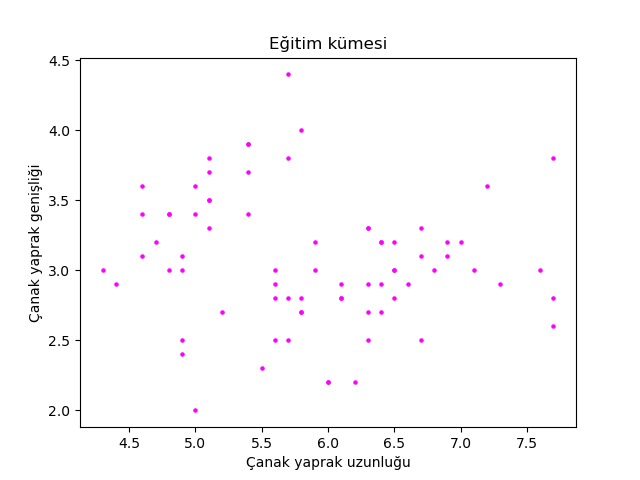 Eğitim kümesi
4.5
4.0
3.5
3.0
2.5
2.0
Çanak yaprak genişliği
4.5 5.0 5.5 6.0 6.5 7.0 7.5
Çanak yaprak uzunluğu